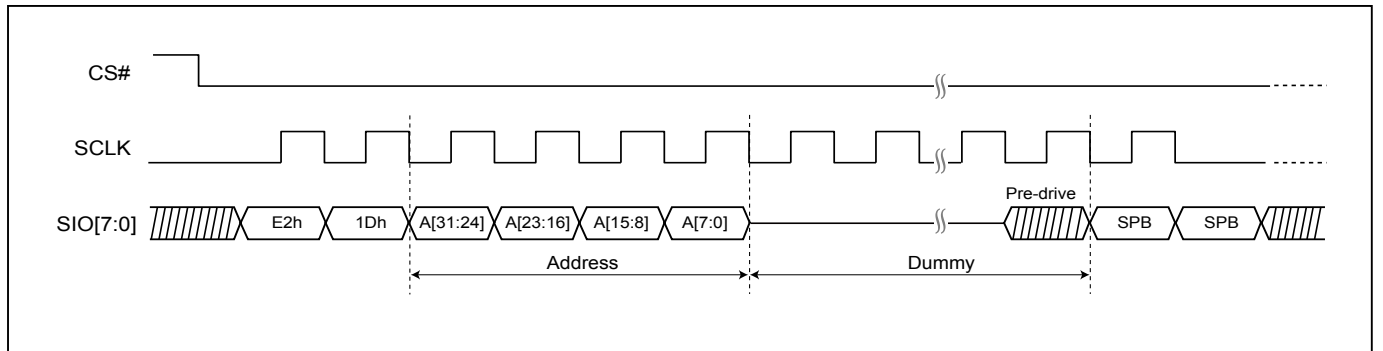 CS#
SCLK
Pre-drive
SIO[7:0] E2h 1Dh A[31:24] A[23:16] A[15:8] A[7:0] SPB SPB
Address Dummy